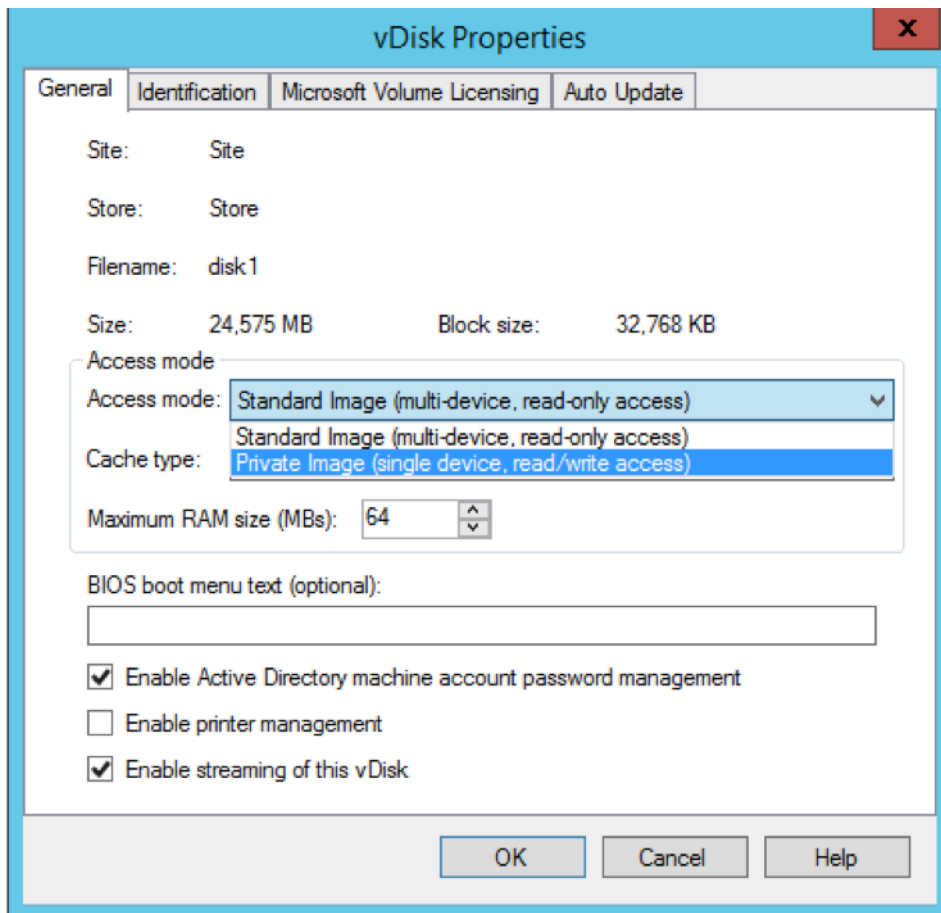 vDisk Properties
x
General Identification Microsoft Volume Licensing Auto Update
Site: Site
Store: Store
Filename: disk1
Size: 24,575 MB Block size: 32,768 KB
Access mode
Access mode: Standard Image (multi-device, read-only access)
Standard Image (multi-device, read-only access)
Cache type: Private Image (single device, read/write access)
Maximum RAM size (MBs): 64
BIOS boot menu text (optional):
Enable Active Directory machine account password management
Enable printer management
Enable streaming of this vDisk
OK Cancel Help